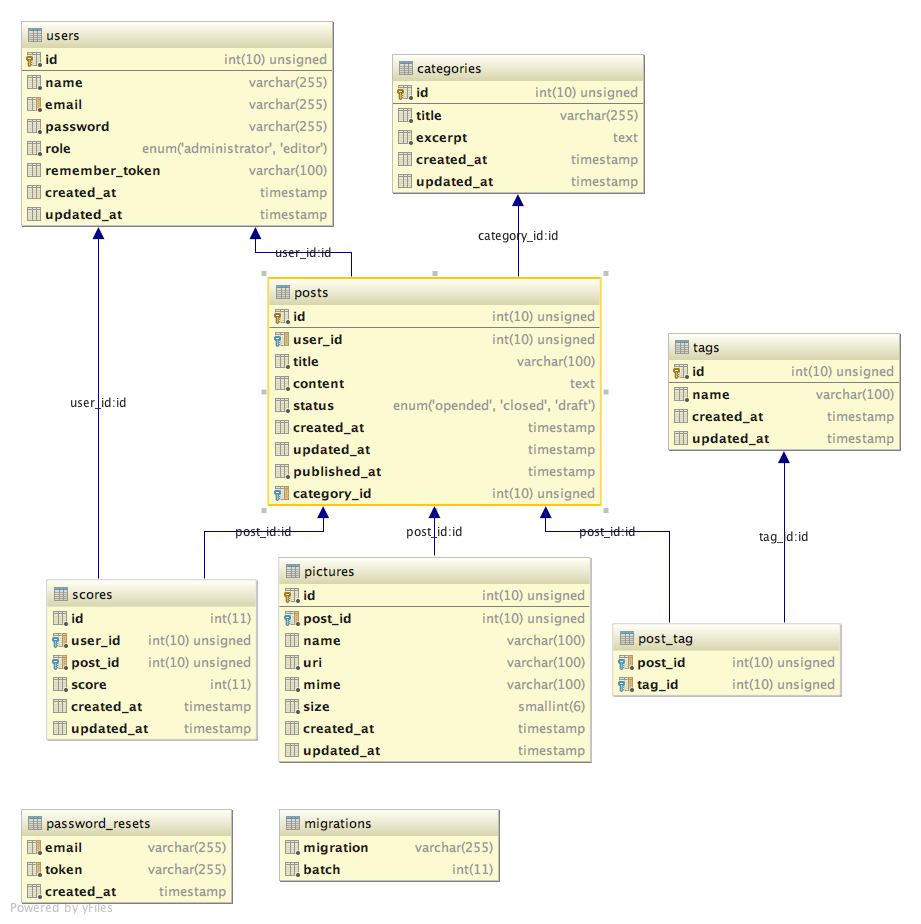 users
id int(10) unsigned
name varchar(255)
email varchar(255)
password varchar(255)
role enum('administrator', 'editor')
remember_token varchar(100)
created_at timestamp
updated_at timestamp
categories
id int(10) unsigned
title varchar(255)
excerpt text
created_at timestamp
updated_at timestamp
category_id:id
user_id:id
posts
id int(10) unsigned
user_id int(10) unsigned
title varchar(100)
content text
status enum('opended', 'closed', 'draft')
created_at timestamp
updated_at timestamp
published_at timestamp
category_id int(10) unsigned
tags
id int(10) unsigned
name varchar(100)
created_at timestamp
updated_at timestamp
user_id:id
post_id:id
post_id:id
post_id:id
tag_id:id
scores
id int(11)
user_id int(10) unsigned
post_id int(10) unsigned
score int(11)
created_at timestamp
updated_at timestamp
pictures
id int(10) unsigned
post_id int(10) unsigned
name varchar(100)
uri varchar(100)
mime varchar(100)
size smallint(6)
created_at timestamp
updated_at timestamp
post_tag
post_id int(10) unsigned
tag_id int(10) unsigned
password_resets
email varchar(255)
token varchar(255)
created_at timestamp
migrations
migration varchar(255)
batch int(11)
Powered by yFiles